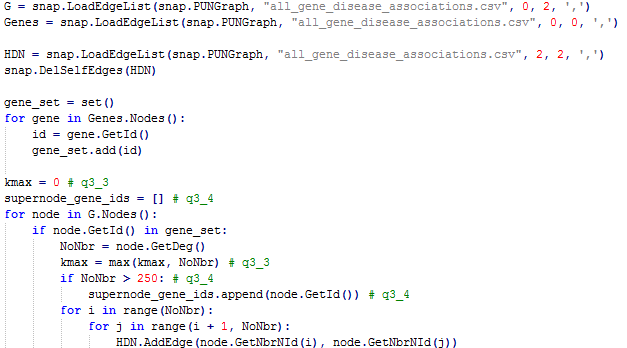 G = snap.LoadEdgeList(snap.PUNGraph, "all_gene_disease_associations.csv", 0, 2, ',')
Genes = snap.LoadEdgeList(snap.PUNGraph, "all_gene_disease_associations.csv", 0, 0, ',')
HDN = snap.LoadEdgeList(snap.PUNGraph, "all_gene_disease_associations.csv", 2, 2, ',')
snap.DelSelfEdges(HDN)
gene_set = set()
for gene in Genes.Nodes():
    id = gene.GetId()
    gene_set.add(id)
kmax = 0 # q3_3
supernode_gene_ids = [] # q3_4
for node in G.Nodes():
    if node.GetId() in gene_set:
        NoNbr = node.GetDeg()
        kmax = max(kmax, NoNbr) # q3_3
        if NoNbr > 250: # q3_4
            supernode_gene_ids.append(node.GetId()) # q3_4
        for i in range(NoNbr):
            for j in range(i + 1, NoNbr):
                HDN.AddEdge(node.GetNbrNId(i), node.GetNbrNId(j))